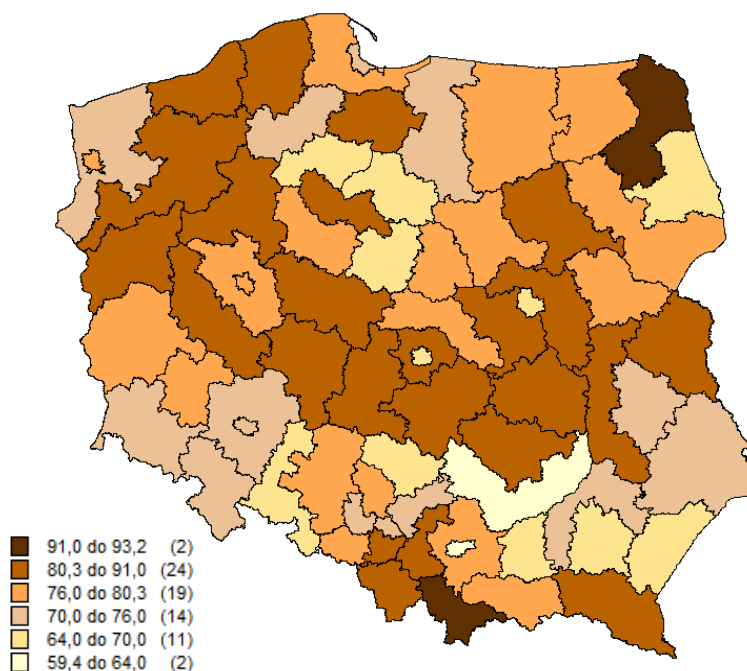 91,0 do 93,2 (2)
80,3 do 91,0 (24)
76,0 do 80,3 (19)
70,0 do 76,0 (14)
64,0 do 70,0 (11)
59,4 do 64,0 (2)